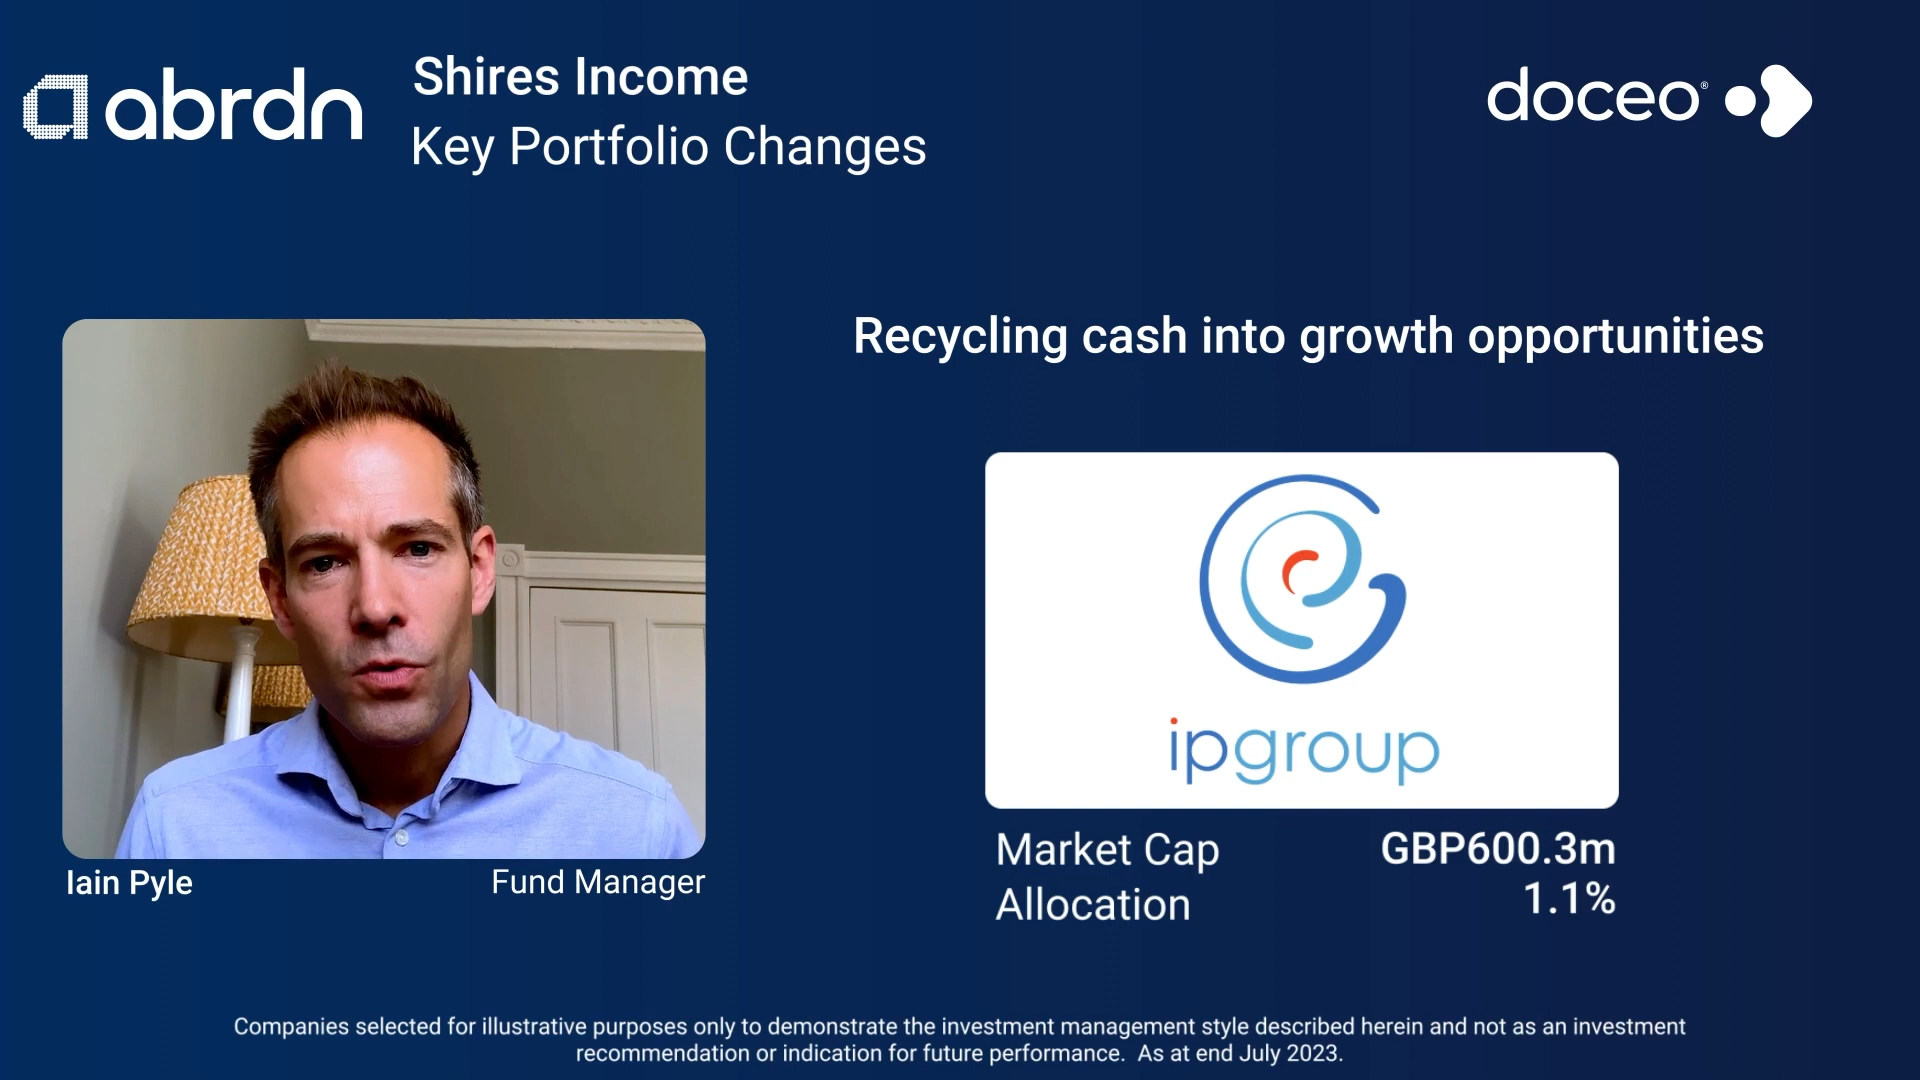 abrdn
Shires Income
Key Portfolio Changes
doceo®
Recycling cash into growth opportunities
ipgroup
Market Cap GBP600.3m
Allocation 1.1%
Iain Pyle Fund Manager
Companies selected for illustrative purposes only to demonstrate the investment management style described herein and not as an investment
recommendation or indication for future performance. As at end July 2023.